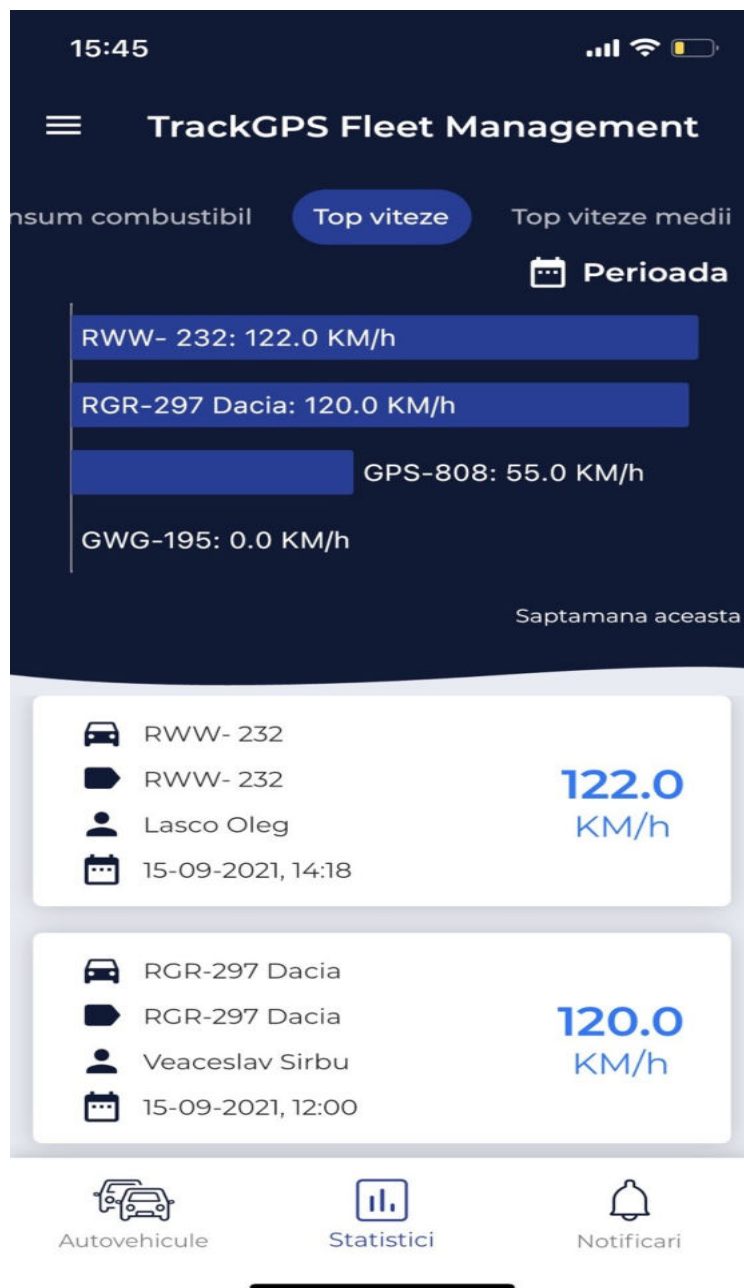 15:45
TrackGPS Fleet Management
nsum combustibil Top viteze Top viteze medii
Perioada
RWW- 232: 122.0 KM/h
RGR-297 Dacia: 120.0 KM/h
GPS-808: 55.0 KM/h
GWG-195: 0.0 KM/h
Saptamana aceasta
RWW- 232
RWW- 232
Lasco Oleg
15-09-2021, 14:18
122.0
KM/h
RGR-297 Dacia
RGR-297 Dacia
Veaceslav Sirbu
15-09-2021, 12:00
120.0
KM/h
Autovehicule Statistici Notificari